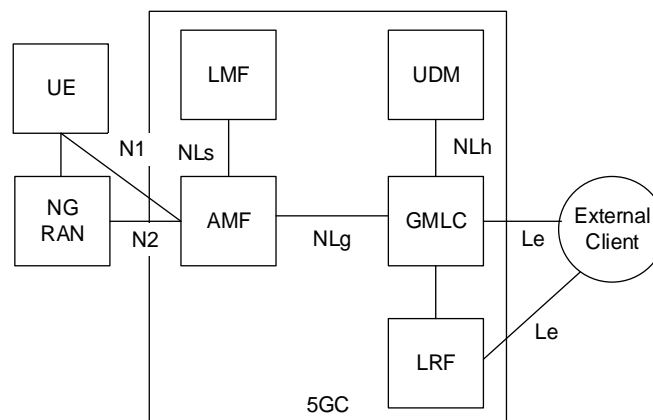 UE
LMF
UDM
N1
NLs
NLh
NG
RAN
N2
AMF
NLg
GMLC
Le
External
Client
LRF
Le
5GC